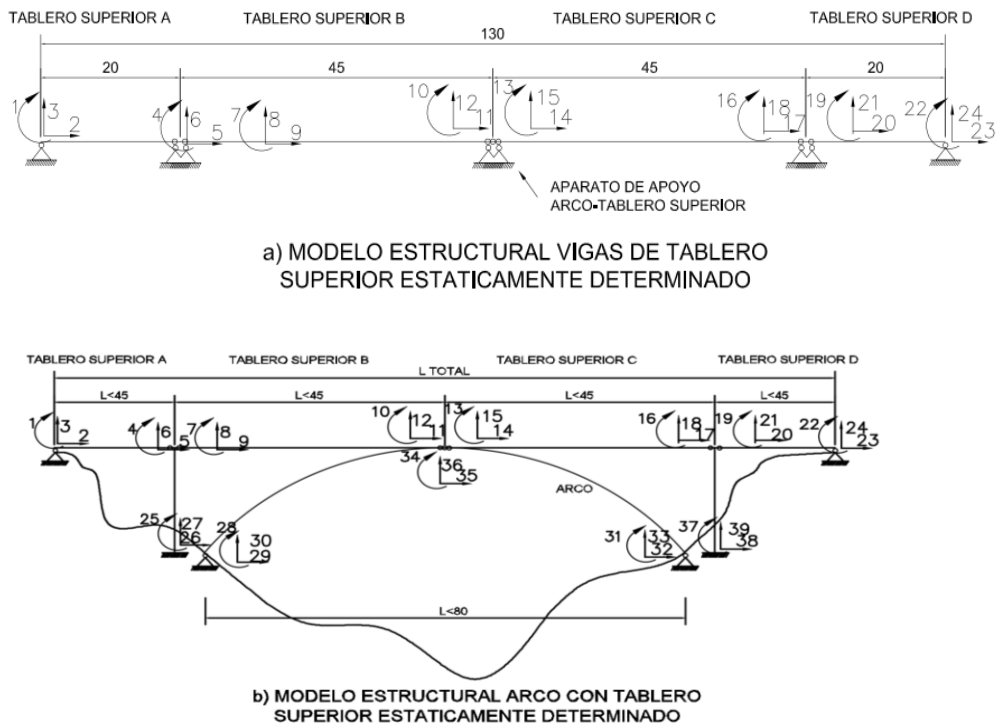 TABLERO SUPERIOR A TABLERO SUPERIOR B TABLERO SUPERIOR C TABLERO SUPERIOR D
130
20 45 45 20
1 3 2 4 6 5 7 8 9 10 12 11 13 15 14 16 18 17 19 21 20 22 24 23
APARATO DE APOYO
ARCO-TABLERO SUPERIOR
a) MODELO ESTRUCTURAL VIGAS DE TABLERO
SUPERIOR ESTATICAMENTE DETERMINADO
TABLERO SUPERIOR A TABLERO SUPERIOR B TABLERO SUPERIOR C TABLERO SUPERIOR D
L TOTAL
L<45 L<45 L<45 L<45
1 3 2 4 6 5 7 8 9 10 12 11 13 15 14 16 18 17 19 21 20 22 24 23
34 36 35
ARCO
25 27 26 28 30 29 31 33 32 37 39 38
L<80
b) MODELO ESTRUCTURAL ARCO CON TABLERO
SUPERIOR ESTATICAMENTE DETERMINADO